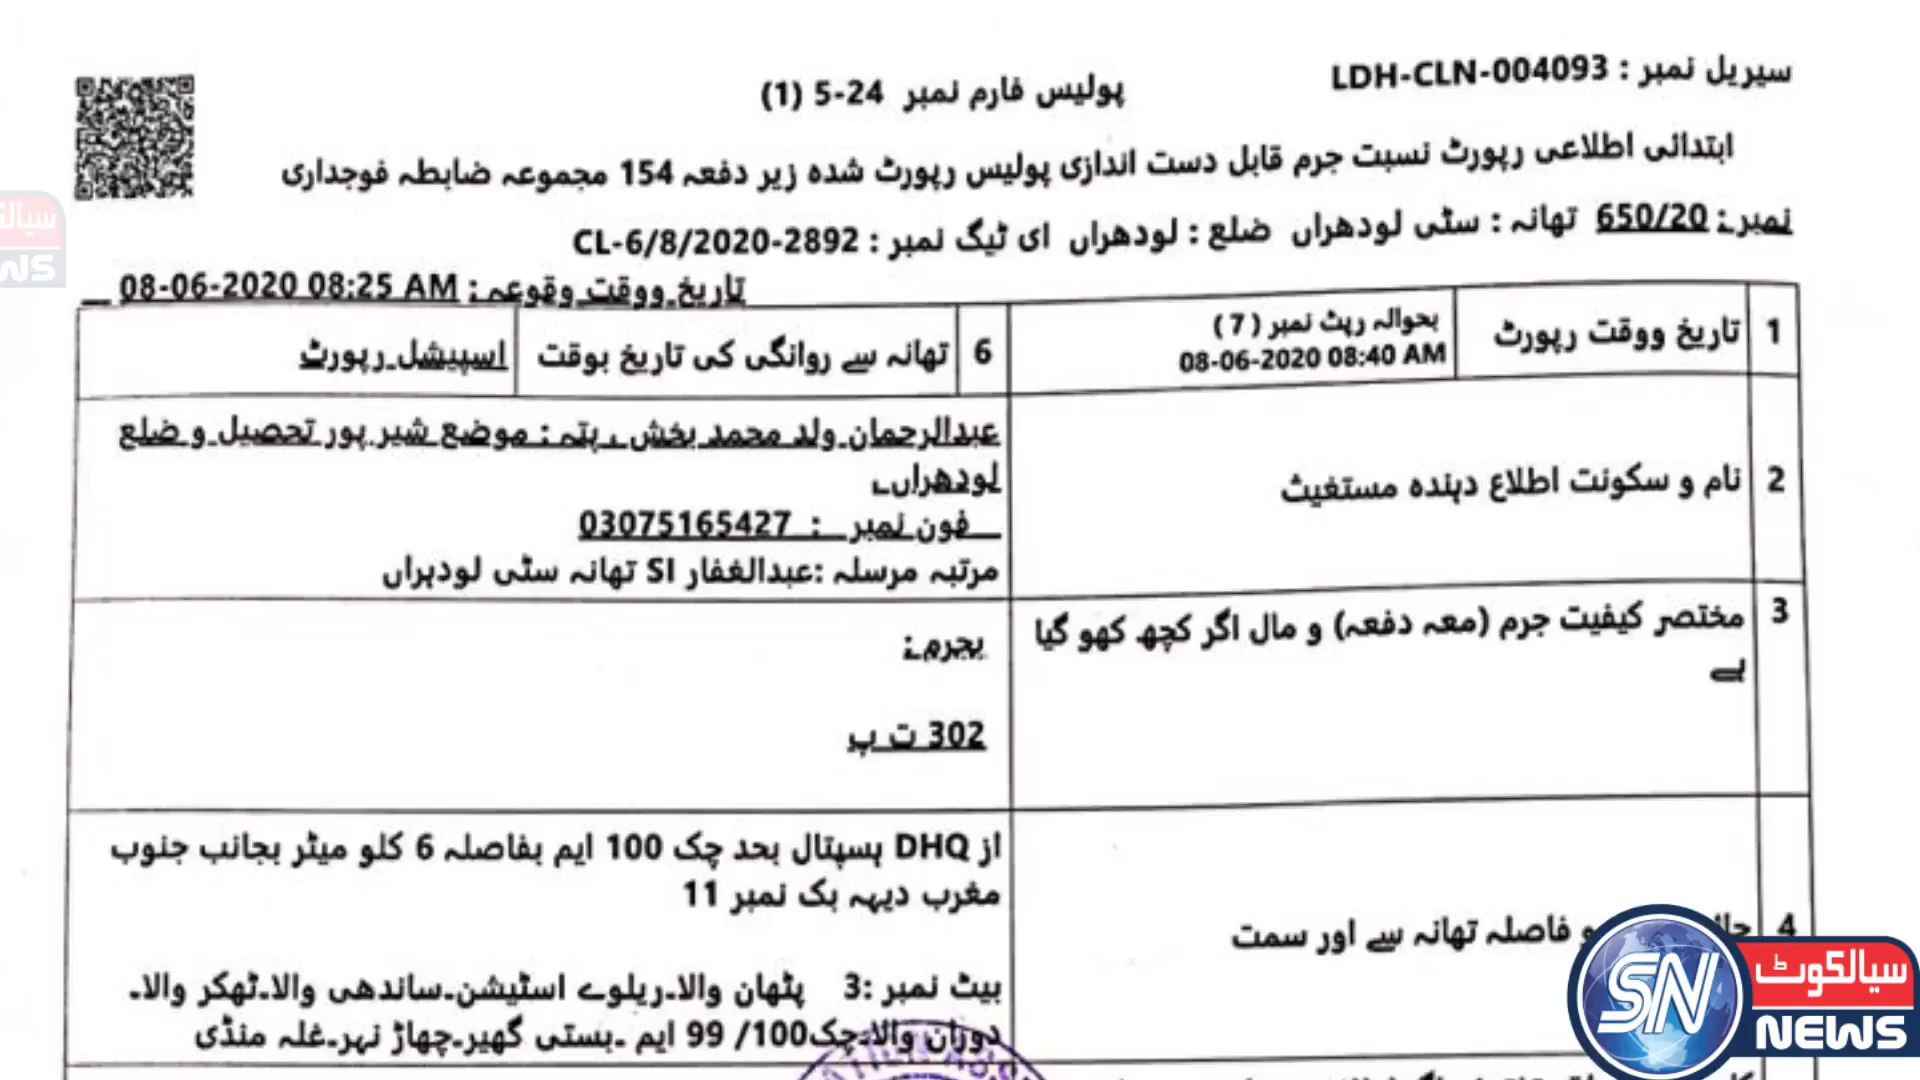 سیریل نمبر : LDH-CLN-004093
پولیس فارم نمبر 24-5 (1)
ابتدائی اطلاعی رپورٹ نسبت جرم قابل دست اندازی پولیس رپورٹ شدہ زیر دفعہ 154 مجموعہ ضابطہ فوجداری
نمبر : 650/20 تھانہ : سٹی لودھراں ضلع : لودھراں ای ٹیگ نمبر : CL-6/8/2020-2892
تاریخ ووقت وقوعہ : 08-06-2020 08:25 AM
1 تاریخ ووقت رپورٹ
بحوالہ رپٹ نمبر ( 7 )
08-06-2020 08:40 AM
6 تھانہ سے روانگی کی تاریخ بوقت
اسپیشل رپورٹ
2 نام و سکونت اطلاع دہندہ مستغیث
عبدالرحمان ولد محمد بخش ، پتہ : موضع شیر پور تحصیل و ضلع
لودھراں،
فون نمبر : 03075165427
مرتبہ مرسلہ :عبدالغفار SI تھانہ سٹی لودہراں
3 مختصر کیفیت جرم (معہ دفعہ) و مال اگر کچھ کھو گیا
ہے
بجرم :
302 ت پ
4
و فاصلہ تھانہ سے اور سمت
از DHQ ہسپتال بحد چک 100 ایم بفاصلہ 6 کلو میٹر بجانب جنوب
مغرب دیہہ بک نمبر 11
بیٹ نمبر :3 پٹھان والا۔ریلوے اسٹیشن۔ساندھی والا۔ٹھکر والا۔
دوران والا۔چک100/ 99 ایم ۔بستی گھیر۔چھاڑ نہر۔غلہ منڈی
SN
سیالکوٹ
NEWS